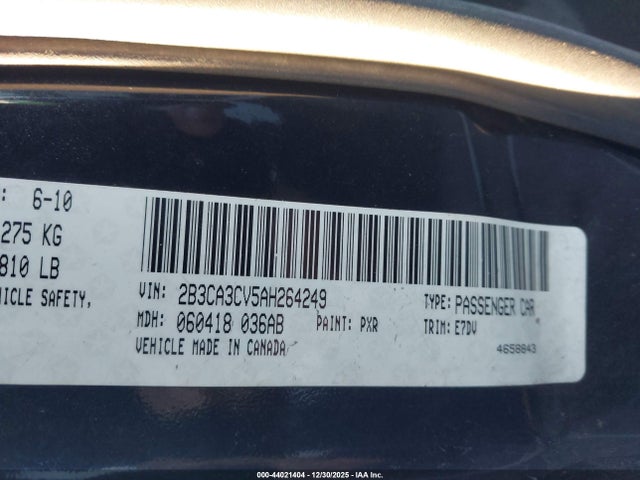 : 6-10
275 KG
810 LB
HICLE SAFETY,
VIN: 2B3CA3CV5AH264249
TYPE: PASSENGER CAR
MDH: 060418 036AB PAINT: PXR
TRIM: E7DV
VEHICLE MADE IN CANADA
4658843
000-44021404 - 12/30/2025 - IAA Inc.